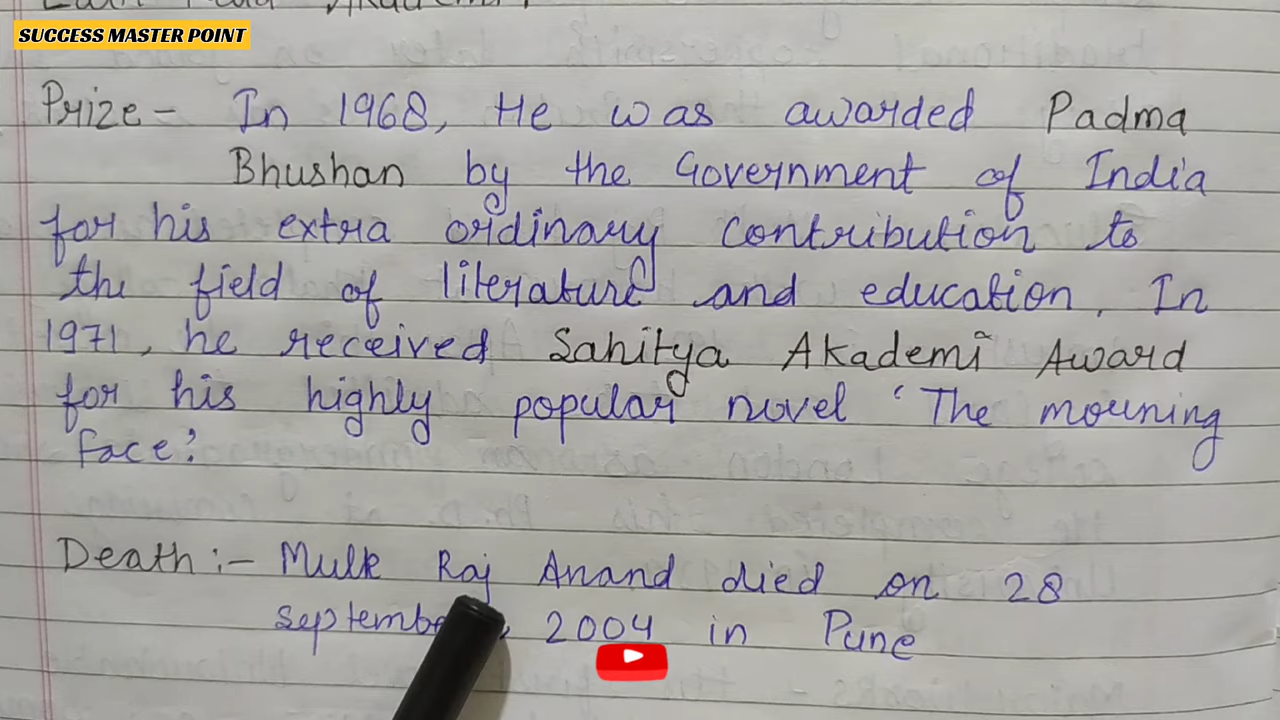 SUCCESS MASTER POINT
Prize - In 1968, He was awarded Padma
Bhushan by the Government of India
for his extra ordinary contribution to
the field of literature and education. In
1971, he received Sahitya Akademi Award
for his highly popular novel 'The mouning
face.'
Death :- Mulk Raj Anand died on 28
2004 in Pune